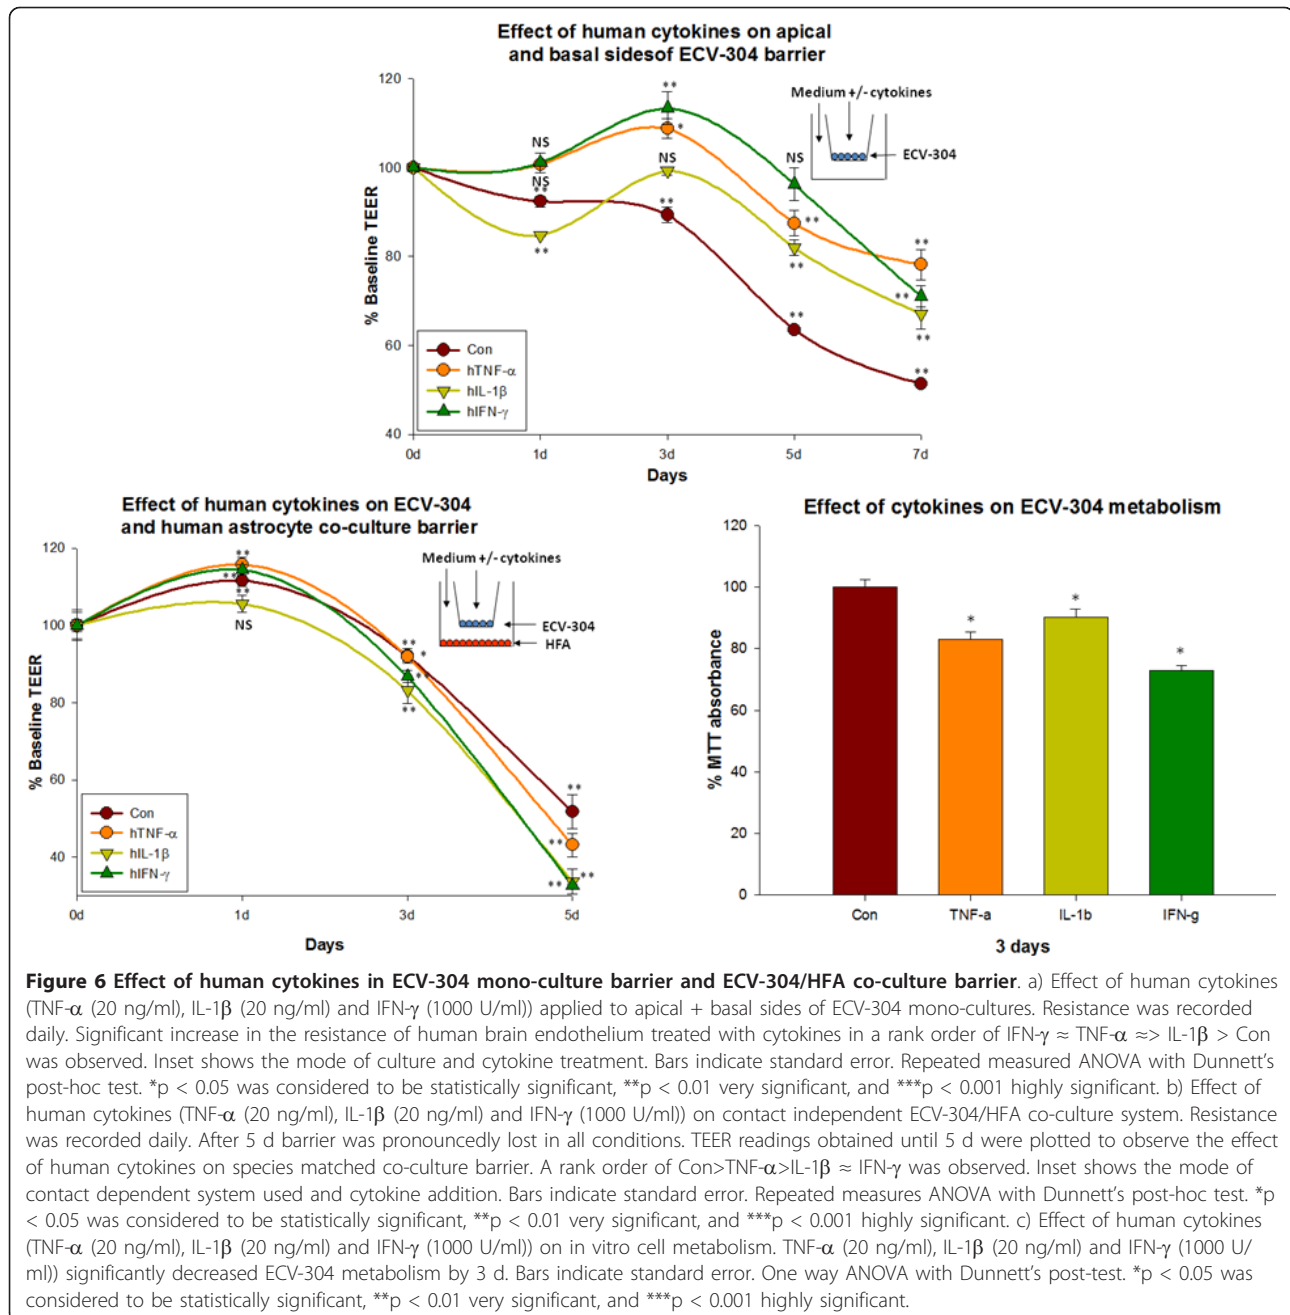 Effect of human cytokines on apical
and basal sidesof ECV-304 barrier
120
100
80
60
40
% Baseline TEER
**
*
NS
NS
NS
**
**
**
NS
**
**
**
**
**
**
**
Medium +/- cytokines
ECV-304
Con
hTNF-α
hIL-1β
hIFN-γ
0d 1d 3d 5d 7d
Days
Effect of human cytokines on ECV-304
and human astrocyte co-culture barrier
120
100
80
60
40
% Baseline TEER
**
**
**
NS
**
*
**
**
**
**
**
**
Medium +/- cytokines
ECV-304
HFA
Con
hTNF-α
hIL-1β
hIFN-γ
0d 1d 3d 5d
Days
Effect of cytokines on ECV-304 metabolism
120
100
80
60
40
20
0
% MTT absorbance
*
*
*
Con TNF-a IL-1b IFN-g
3 days
Figure 6 Effect of human cytokines in ECV-304 mono-culture barrier and ECV-304/HFA co-culture barrier. a) Effect of human cytokines
(TNF-α (20 ng/ml), IL-1β (20 ng/ml) and IFN-γ (1000 U/ml)) applied to apical + basal sides of ECV-304 mono-cultures. Resistance was recorded
daily. Significant increase in the resistance of human brain endothelium treated with cytokines in a rank order of IFN-γ ≈ TNF-α ≈> IL-1β > Con
was observed. Inset shows the mode of culture and cytokine treatment. Bars indicate standard error. Repeated measured ANOVA with Dunnett's
post-hoc test. *p < 0.05 was considered to be statistically significant, **p < 0.01 very significant, and ***p < 0.001 highly significant. b) Effect of
human cytokines (TNF-α (20 ng/ml), IL-1β (20 ng/ml) and IFN-γ (1000 U/ml)) on contact independent ECV-304/HFA co-culture system. Resistance
was recorded daily. After 5 d barrier was pronouncedly lost in all conditions. TEER readings obtained until 5 d were plotted to observe the effect
of human cytokines on species matched co-culture barrier. A rank order of Con>TNF-α>IL-1β ≈ IFN-γ was observed. Inset shows the mode of
contact dependent system used and cytokine addition. Bars indicate standard error. Repeated measures ANOVA with Dunnett's post-hoc test. *p
< 0.05 was considered to be statistically significant, **p < 0.01 very significant, and ***p < 0.001 highly significant. c) Effect of human cytokines
(TNF-α (20 ng/ml), IL-1β (20 ng/ml) and IFN-γ (1000 U/ml)) on in vitro cell metabolism. TNF-α (20 ng/ml), IL-1β (20 ng/ml) and IFN-γ (1000 U/
ml)) significantly decreased ECV-304 metabolism by 3 d. Bars indicate standard error. One way ANOVA with Dunnett's post-test. *p < 0.05 was
considered to be statistically significant, **p < 0.01 very significant, and ***p < 0.001 highly significant.